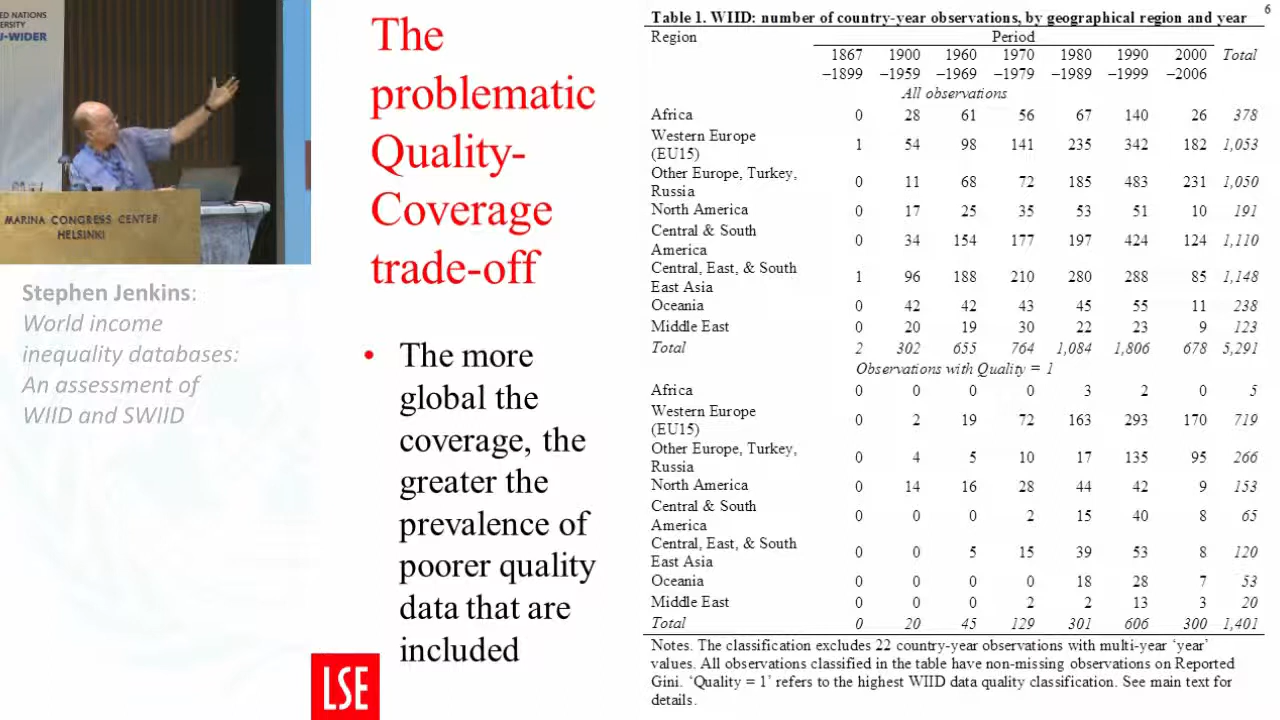 ED NATIONS
ERSITY
U-WIDER
MARINA CONGRESS CENTER
HELSINKI
Stephen Jenkins:
World income
inequality databases:
An assessment of
WIID and SWIID
The
problematic
Quality-
Coverage
trade-off
• The more
global the
coverage, the
greater the
prevalence of
poorer quality
data that are
included
LSE
6
Table 1. WIID: number of country-year observations, by geographical region and year
Region Period
1867 1900 1960 1970 1980 1990 2000 Total
–1899 –1959 –1969 –1979 –1989 –1999 –2006
All observations
Africa 0 28 61 56 67 140 26 378
Western Europe
(EU15) 1 54 98 141 235 342 182 1,053
Other Europe, Turkey,
Russia 0 11 68 72 185 483 231 1,050
North America 0 17 25 35 53 51 10 191
Central & South
America 0 34 154 177 197 424 124 1,110
Central, East, & South
East Asia 1 96 188 210 280 288 85 1,148
Oceania 0 42 42 43 45 55 11 238
Middle East 0 20 19 30 22 23 9 123
Total 2 302 655 764 1,084 1,806 678 5,291
Observations with Quality = 1
Africa 0 0 0 0 3 2 0 5
Western Europe
(EU15) 0 2 19 72 163 293 170 719
Other Europe, Turkey,
Russia 0 4 5 10 17 135 95 266
North America 0 14 16 28 44 42 9 153
Central & South
America 0 0 0 2 15 40 8 65
Central, East, & South
East Asia 0 0 5 15 39 53 8 120
Oceania 0 0 0 0 18 28 7 53
Middle East 0 0 0 2 2 13 3 20
Total 0 20 45 129 301 606 300 1,401
Notes. The classification excludes 22 country-year observations with multi-year ‘year’
values. All observations classified in the table have non-missing observations on Reported
Gini. ‘Quality = 1’ refers to the highest WIID data quality classification. See main text for
details.